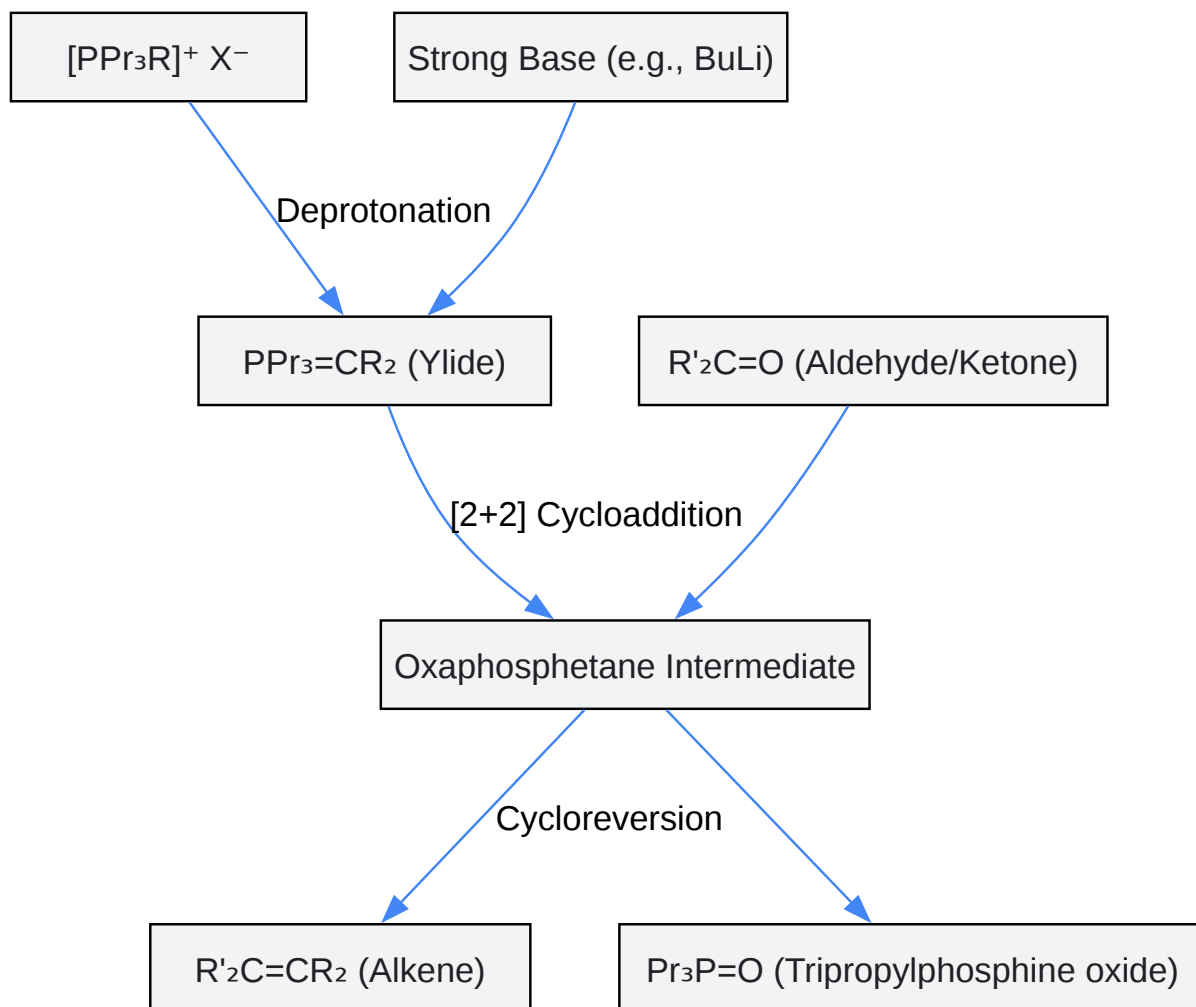 [PPr₃R]⁺ X⁻
Strong Base (e.g., BuLi)
Deprotonation
PPr₃=CR₂ (Ylide)
R'₂C=O (Aldehyde/Ketone)
[2+2] Cycloaddition
Oxaphosphetane Intermediate
Cycloreversion
R'₂C=CR₂ (Alkene)
Pr₃P=O (Tripropylphosphine oxide)